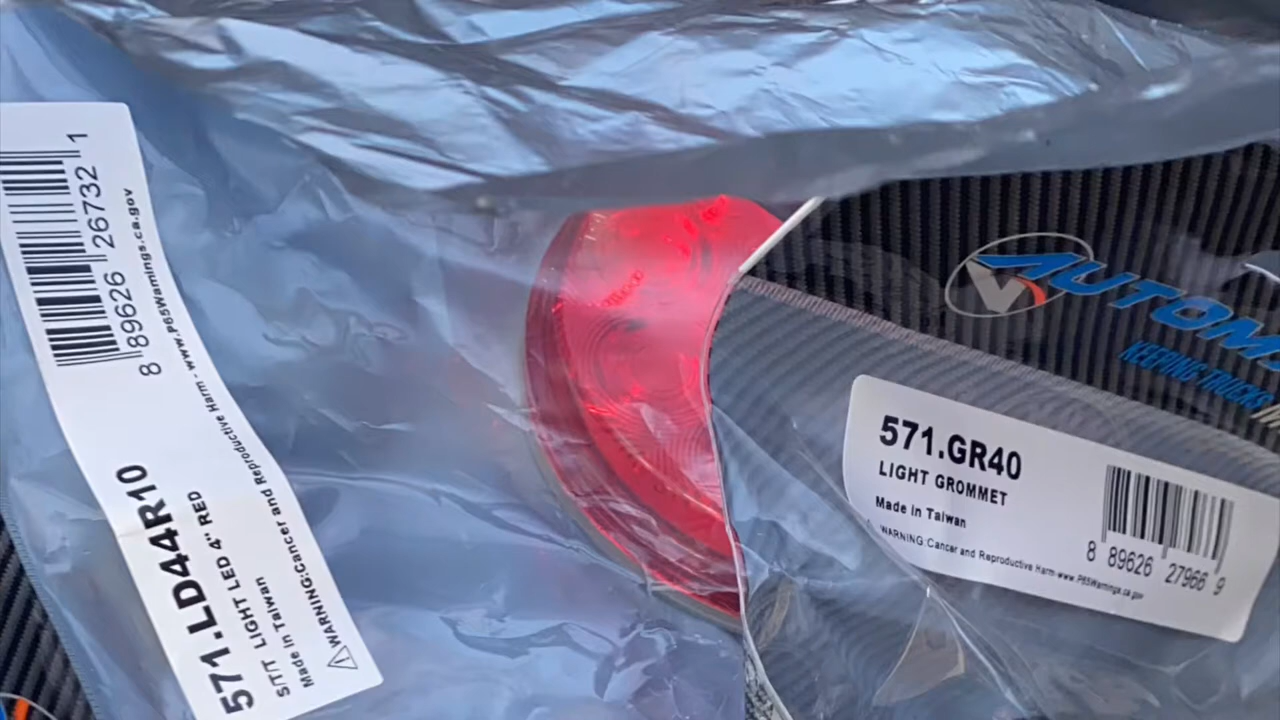 8 89626 26732 1
571.LD44R10
S/T/T LIGHT LED 4" RED
Made in Taiwan
⚠WARNING:Cancer and Reproductive Harm - www.P65Warnings.ca.gov
AUTOM
KEEPING TRUCKS
571.GR40
LIGHT GROMMET
Made in Taiwan
WARNING:Cancer and Reproductive Harm-www.P65Warnings.ca.gov
8 89626 27966 9